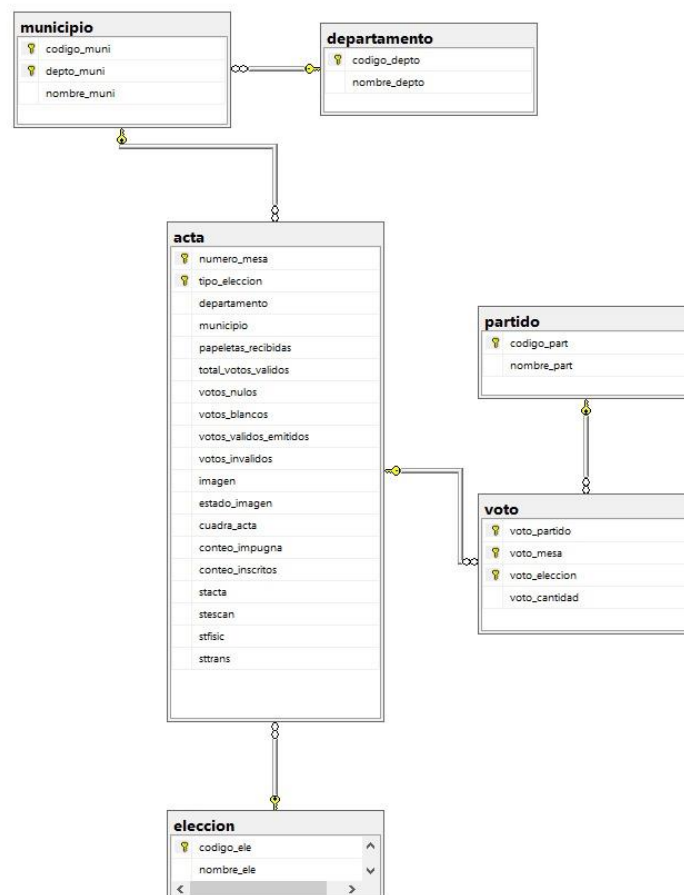 municipio
codigo_muni
depto_muni
nombre_muni
departamento
codigo_depto
nombre_depto
acta
numero_mesa
tipo_eleccion
departamento
municipio
papeletas_recibidas
total_votos_validos
votos_nulos
votos_blancos
votos_validos_emitidos
votos_invalidos
imagen
estado_imagen
cuadra_acta
conteo_impugna
conteo_inscritos
stacta
stescan
stfisic
sttrans
partido
codigo_part
nombre_part
voto
voto_partido
voto_mesa
voto_eleccion
voto_cantidad
eleccion
codigo_ele
nombre_ele